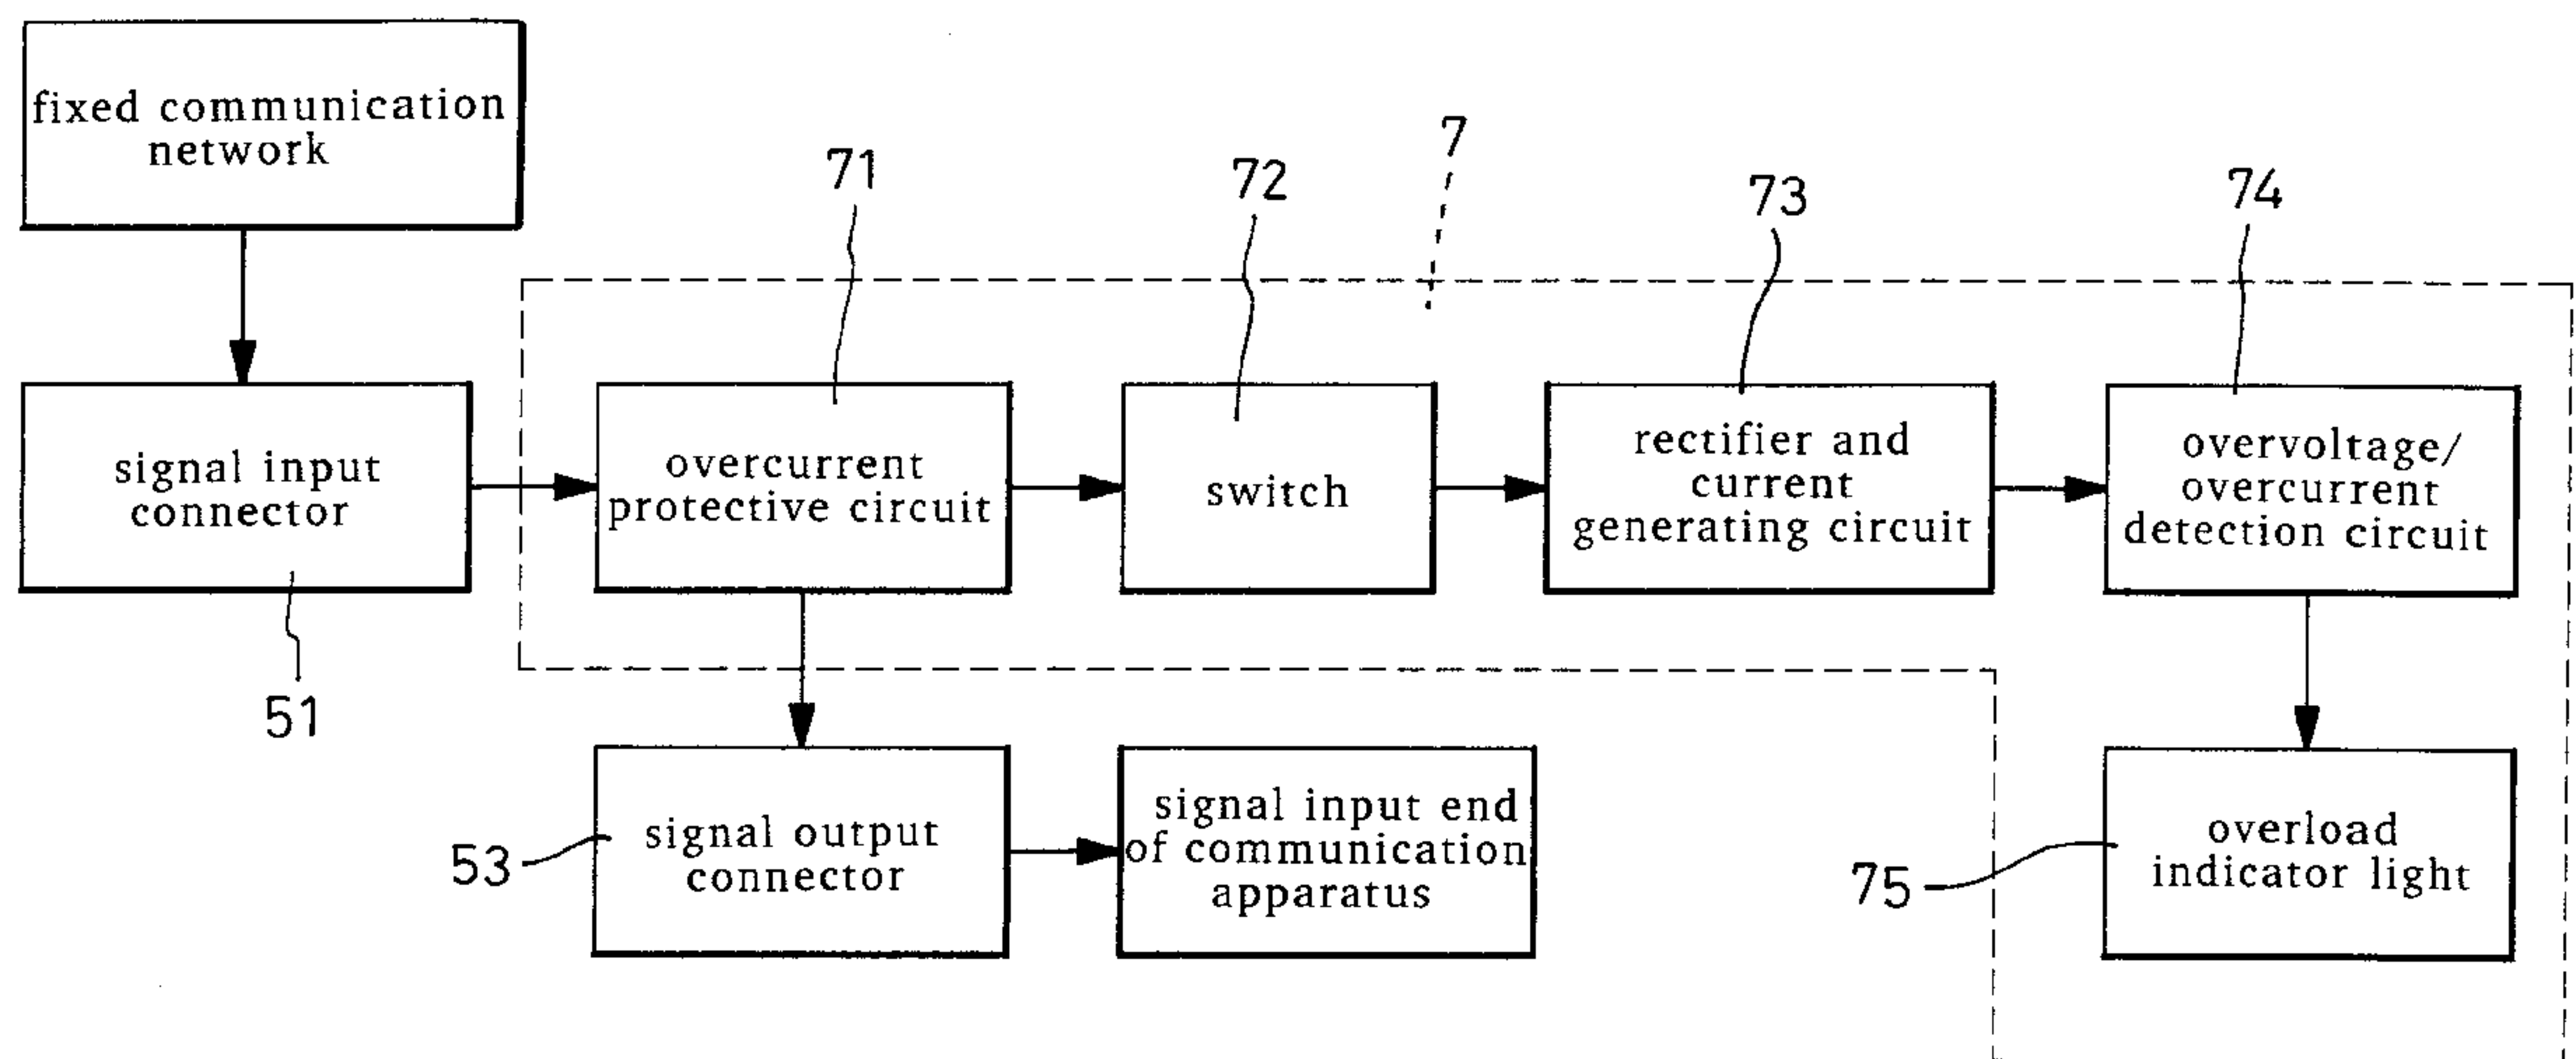 fixed communication
network
7
71
72
73
74
signal input
connector
overcurrent
protective circuit
switch
rectifier and
current
generating circuit
overvoltage/
overcurrent
detection circuit
51
53
signal output
connector
signal input end
of communication
apparatus
75
overload
indicator light